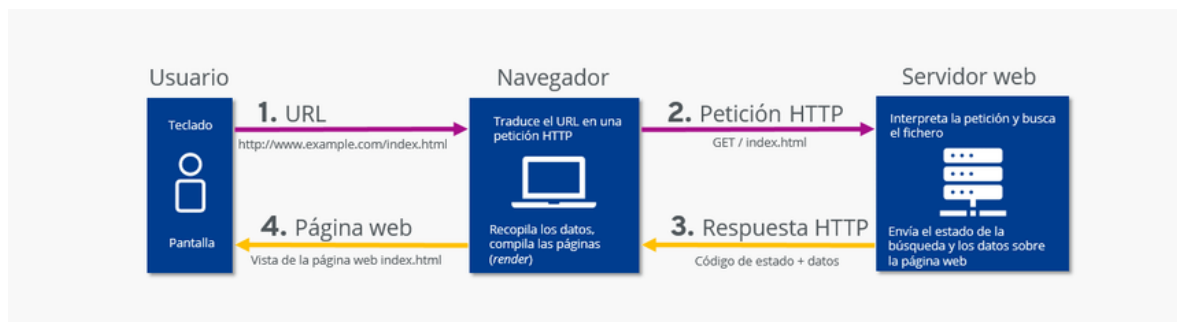 Usuario
Teclado
Pantalla
1. URL
http://www.example.com/index.html
4. Página web
Vista de la página web index.html
Navegador
Traduce el URL en una
petición HTTP
Recopila los datos,
compila las páginas
(render)
2. Petición HTTP
GET / index.html
3. Respuesta HTTP
Código de estado + datos
Servidor web
Interpreta la petición y busca
el fichero
Envía el estado de la
búsqueda y los datos sobre
la página web